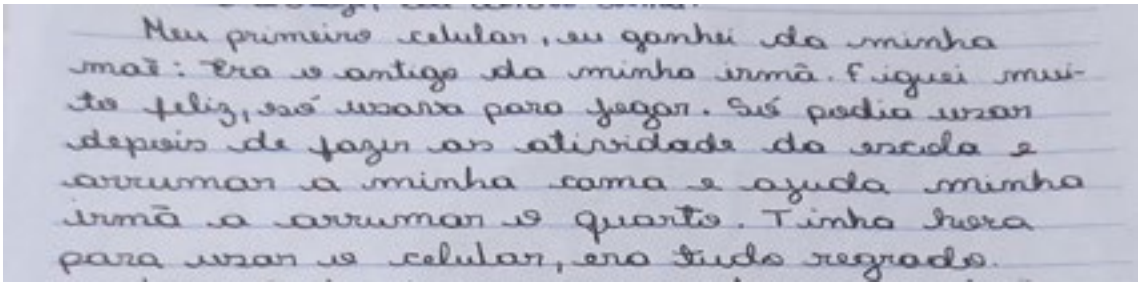 Meu primeiro celular, eu ganhei da minha
mãe: Era o antigo da minha irmã. Fiquei mui-
to feliz, só usava para jogar. Só podia usar
depois de fazer as atividade da escola e
arrumar a minha cama e ajuda minha
irmã a arrumar o quarto. Tinha hora
para usar o celular, era tudo regrado.